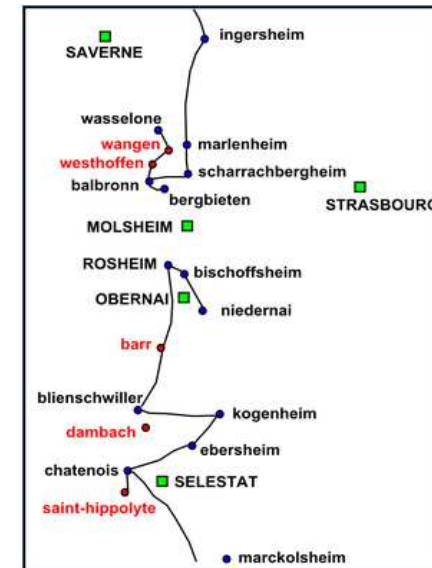 ingersheim
SAVERNE
wasselone
wangen
marlenheim
westhoffen
scharrachbergheim
balbronn
bergbieten
STRASBOURG
MOLSHEIM
ROSHEIM
bischoffsheim
OBERNAI
niedernai
barr
blienschwiller
kogenheim
dambach
ebersheim
chatenois
SELESTAT
saint-hippolyte
marckolsheim